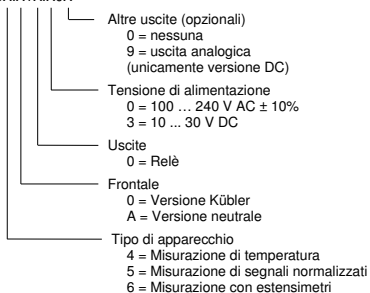 Altre uscite (opzionali)
0 = nessuna
9 = uscita analogica
(unicamente versione DC)
Tensione di alimentazione
0 = 100 … 240 V AC ± 10%
3 = 10 ... 30 V DC
Uscite
0 = Relè
Frontale
0 = Versione Kübler
A = Versione neutrale
Tipo di apparecchio
4 = Misurazione di temperatura
5 = Misurazione di segnali normalizzati
6 = Misurazione con estensimetri